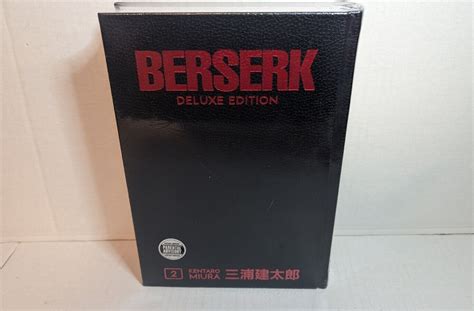 BERSERK
DELUXE EDITION
PARENTAL ADVISORY
2
KENTARO
MIURA 三浦建太郎